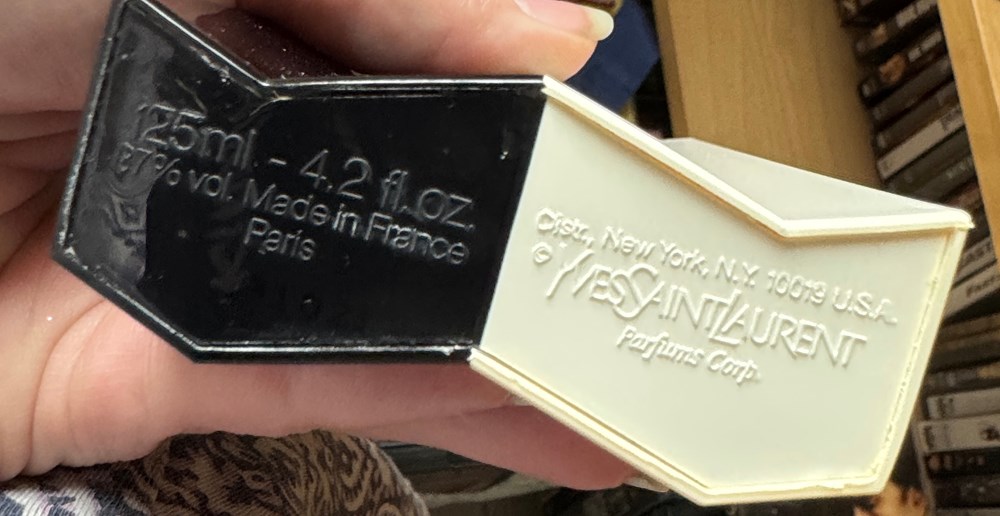 125ml - 4.2 fl.oz.
87% vol. Made in France
Paris
Distr. New York, N.Y. 10019 U.S.A.
© YVESSAINTLAURENT
Parfums Corp.